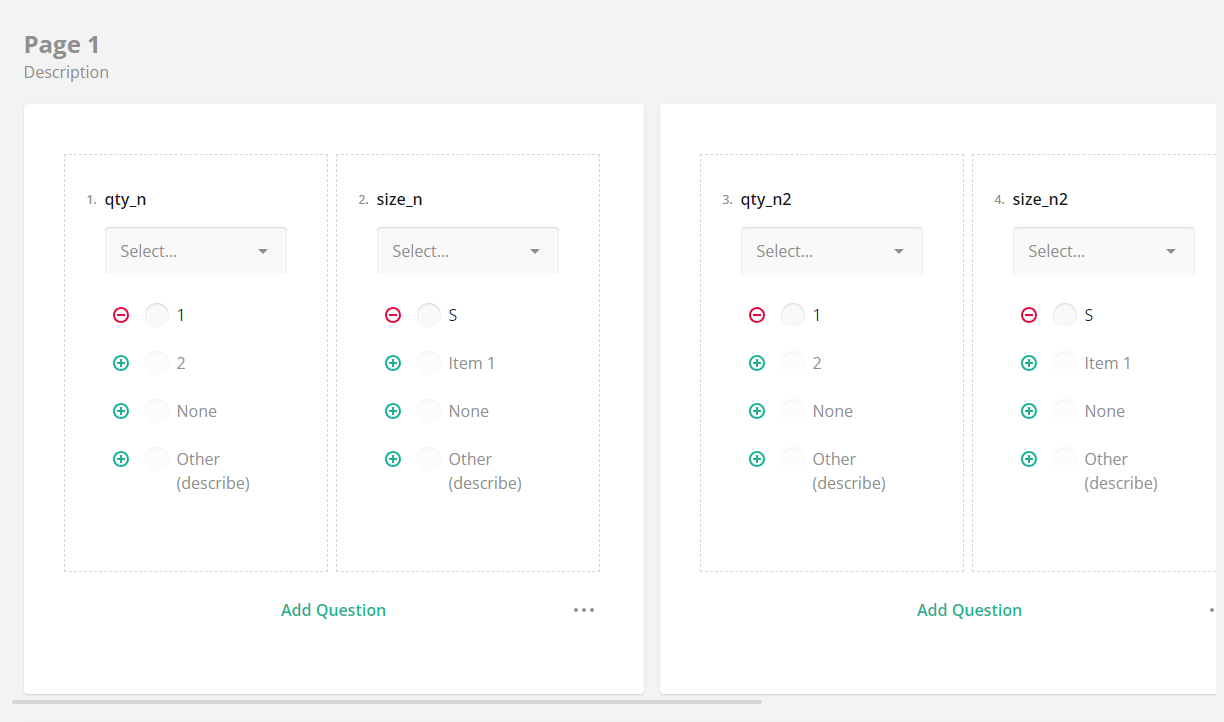 Page 1
Description
1. qty_n
Select...
1
2
None
Other
(describe)
2. size_n
Select...
S
Item 1
None
Other
(describe)
Add Question
3. qty_n2
Select...
1
2
None
Other
(describe)
4. size_n2
Select...
S
Item 1
None
Other
(describe)
Add Question